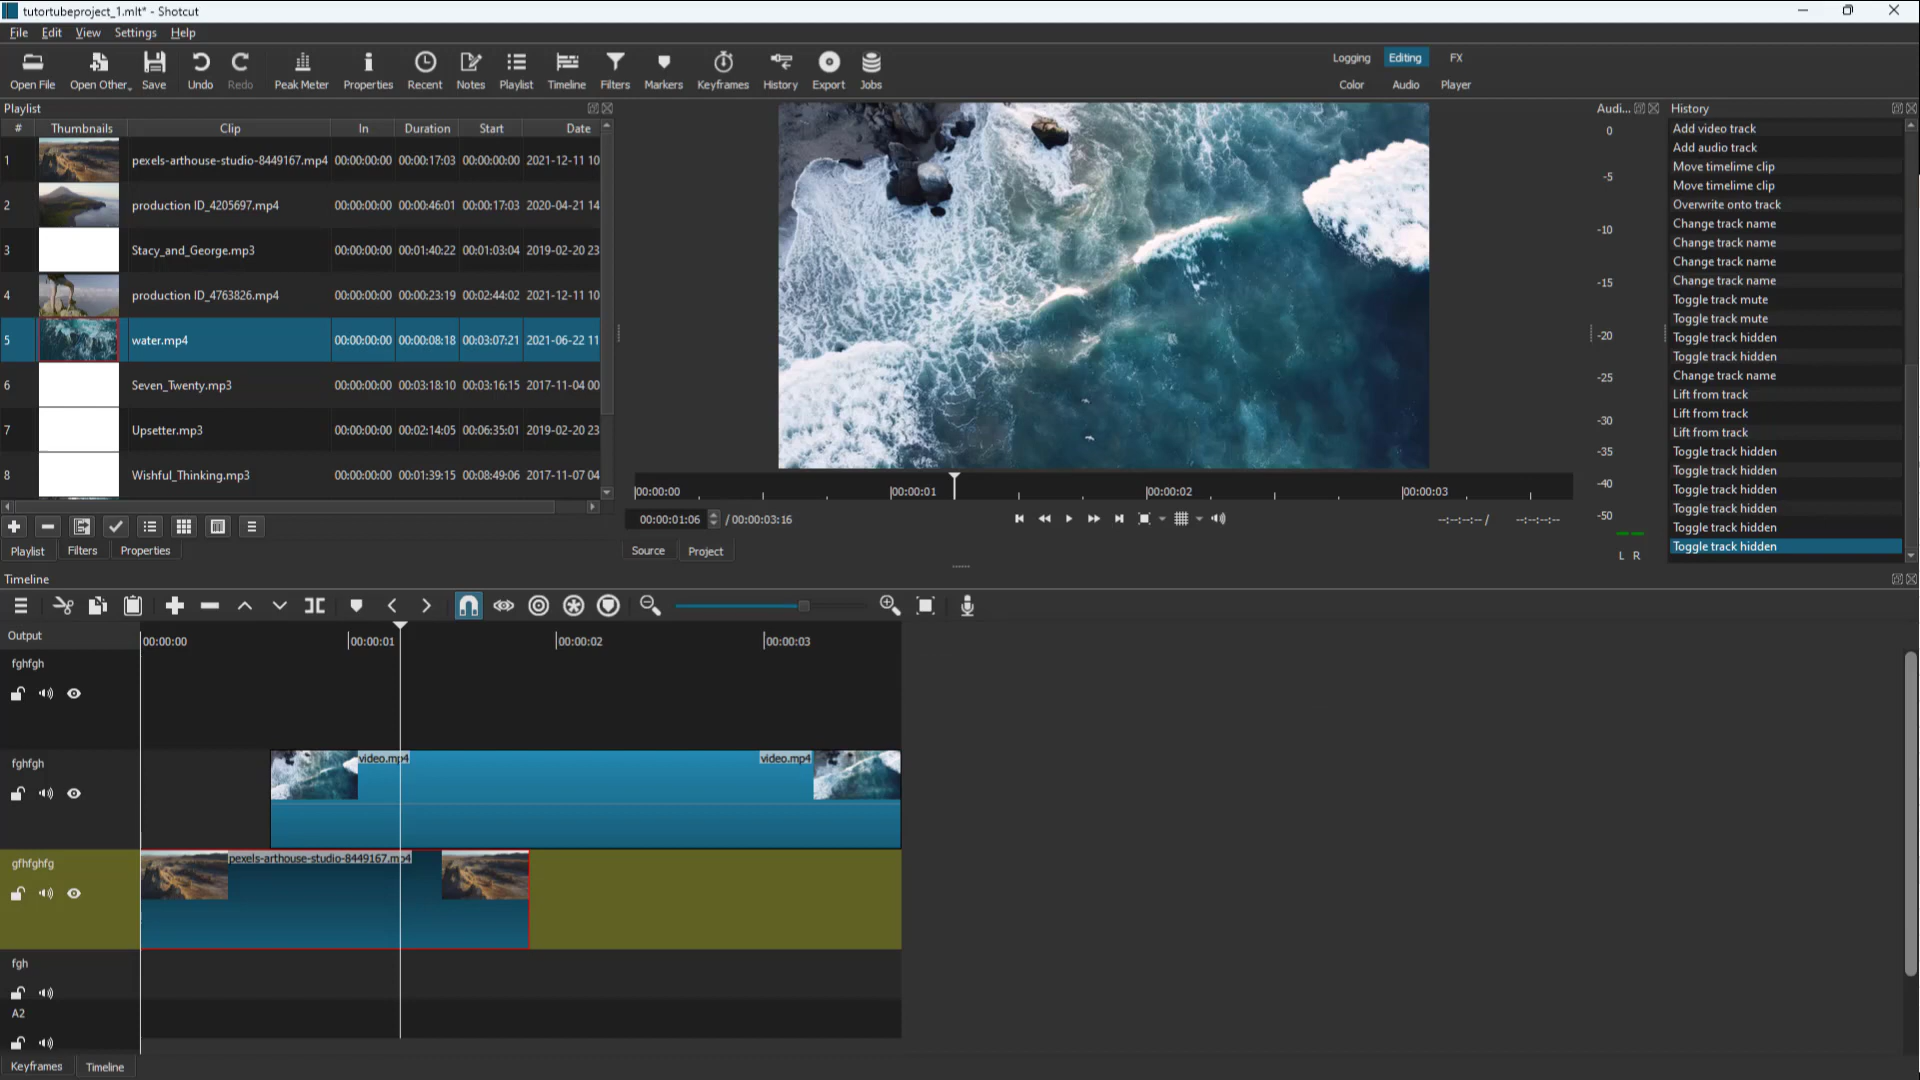 tutortubeproject_1.mlt* - Shotcut
File Edit View Settings Help
Open File Open Other... Save Undo Redo Peak Meter Properties Recent Notes Playlist Timeline Filters Markers Keyframes History Export Jobs
Logging Editing FX
Color Audio Player
Playlist
# Thumbnails Clip In Duration Start Date
1 pexels-arthouse-studio-8449167.mp4 00:00:00:00 00:00:17:03 00:00:00:00 2021-12-11 10
2 production ID_4205697.mp4 00:00:00:00 00:00:46:01 00:00:17:03 2020-04-21 14
3 Stacy_and_George.mp3 00:00:00:00 00:01:40:22 00:01:03:04 2019-02-20 23
4 production ID_4763826.mp4 00:00:00:00 00:00:23:19 00:02:44:02 2021-12-11 10
5 water.mp4 00:00:00:00 00:00:08:18 00:03:07:21 2021-06-22 11
6 Seven_Twenty.mp3 00:00:00:00 00:03:18:10 00:03:16:15 2017-11-04 00
7 Upsetter.mp3 00:00:00:00 00:02:14:05 00:06:35:01 2019-02-20 23
8 Wishful_Thinking.mp3 00:00:00:00 00:01:39:15 00:08:49:06 2017-11-07 04
Playlist Filters Properties
00:00:00 00:00:01 00:00:02 00:00:03
00:00:01:06 / 00:00:03:16 --:--:--:-- / --:--:--:--
Source Project
Audi...
0
-5
-10
-15
-20
-25
-30
-35
-40
-50
L R
History
Add video track
Add audio track
Move timelime clip
Move timelime clip
Overwrite onto track
Change track name
Change track name
Change track name
Change track name
Toggle track mute
Toggle track mute
Toggle track hidden
Toggle track hidden
Change track name
Lift from track
Lift from track
Lift from track
Toggle track hidden
Toggle track hidden
Toggle track hidden
Toggle track hidden
Toggle track hidden
Toggle track hidden
Timeline
Output 00:00:00 00:00:01 00:00:02 00:00:03
fghfgh
fghfgh video.mp4 video.mp4
gfhfghfg pexels-arthouse-studio-8449167.mp4
fgh
A2
Keyframes Timeline